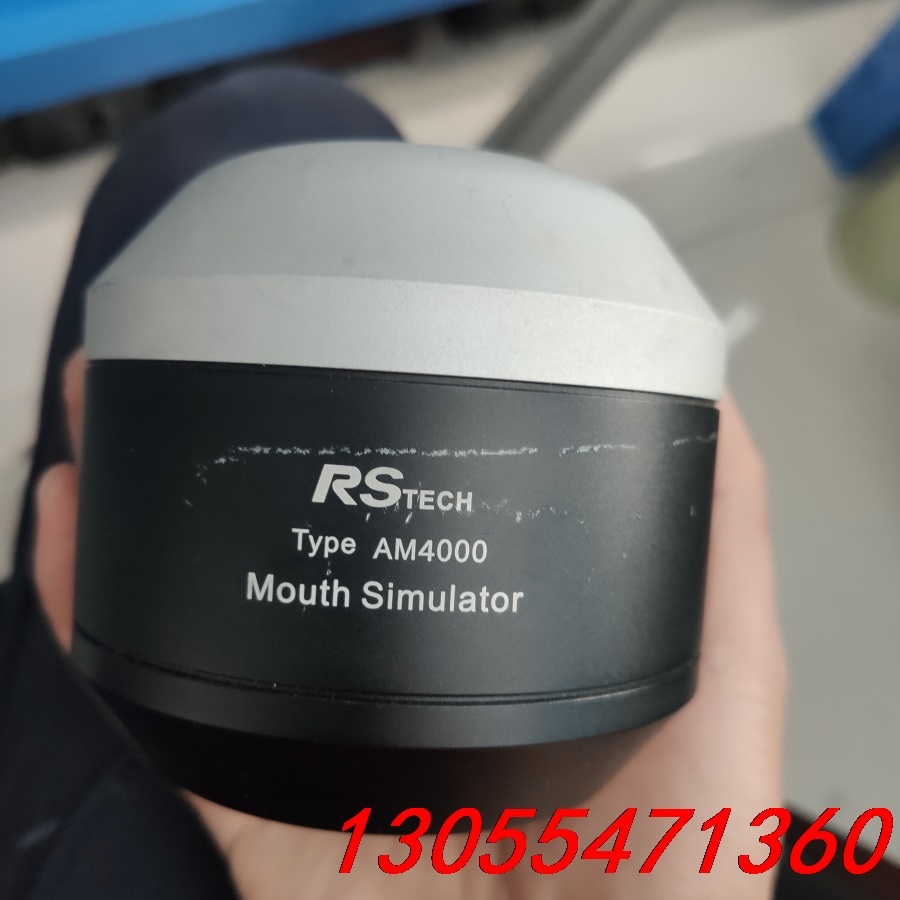 RSTECH
Type AM4000
Mouth Simulator
13055471360